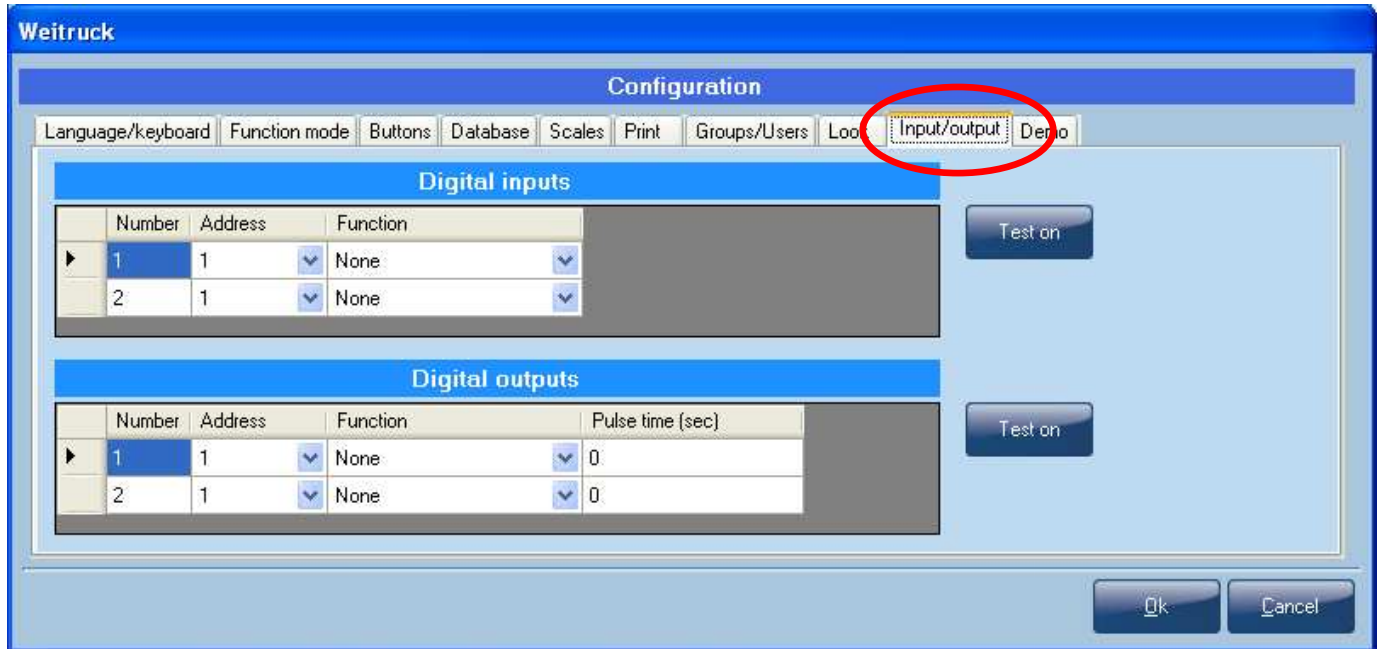 Weitruck
Configuration
Language/keyboard Function mode Buttons Database Scales Print Groups/Users Input/output
Digital inputs
Number Address Function
1 1 None
2 1 None
Test on
Digital outputs
Number Address Function Pulse time (sec)
1 1 None 0
2 1 None 0
Test on
Ok Cancel